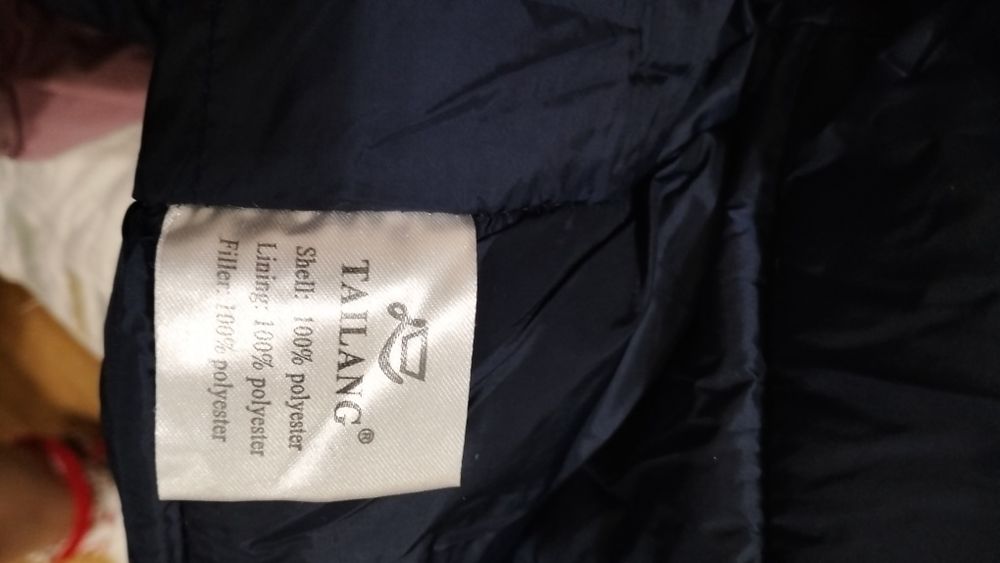 TAILANG®
Shell: 100% polyester
Lining: 100% polyester
Filler: 100% polyester